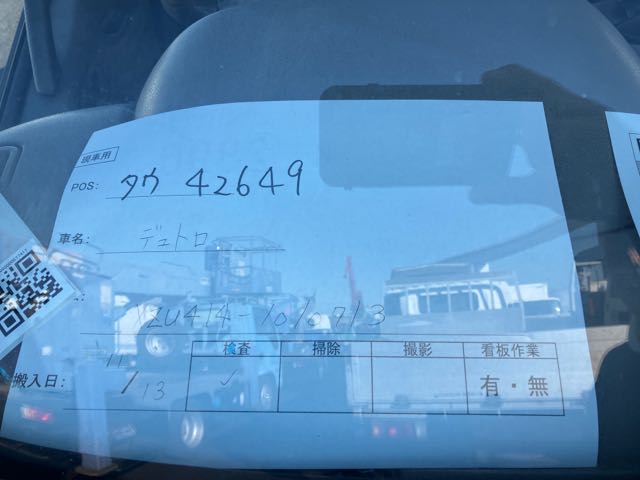 現車用
POS: タウ 42649
車名: デュトロ
XZU414-1010713
検査 掃除 撮影 看板作業
搬入日: 11/13 ✓ 有・無